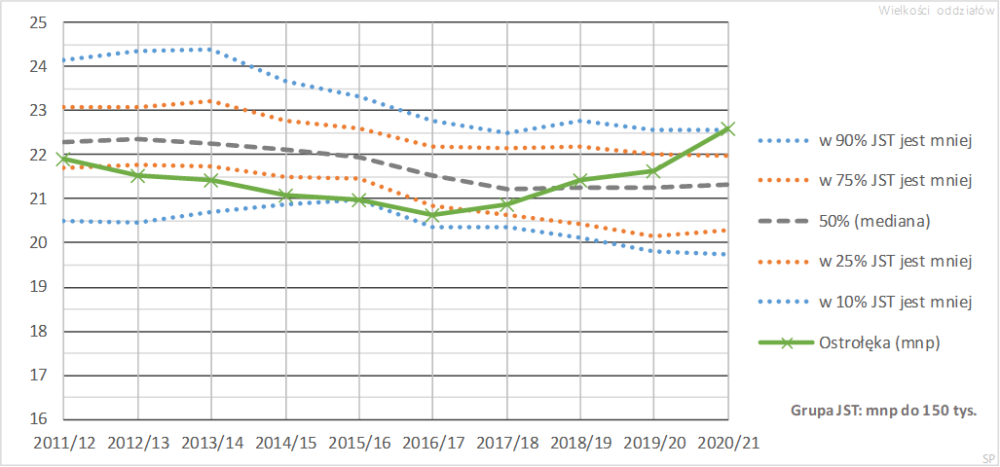 Wielkości oddziałów
25
24
23
22
21
20
19
18
17
16
2011/12 2012/13 2013/14 2014/15 2015/16 2016/17 2017/18 2018/19 2019/20 2020/21
w 90% JST jest mniej
w 75% JST jest mniej
50% (mediana)
w 25% JST jest mniej
w 10% JST jest mniej
Ostrołęka (mnp)
Grupa JST: mnp do 150 tys.
SP